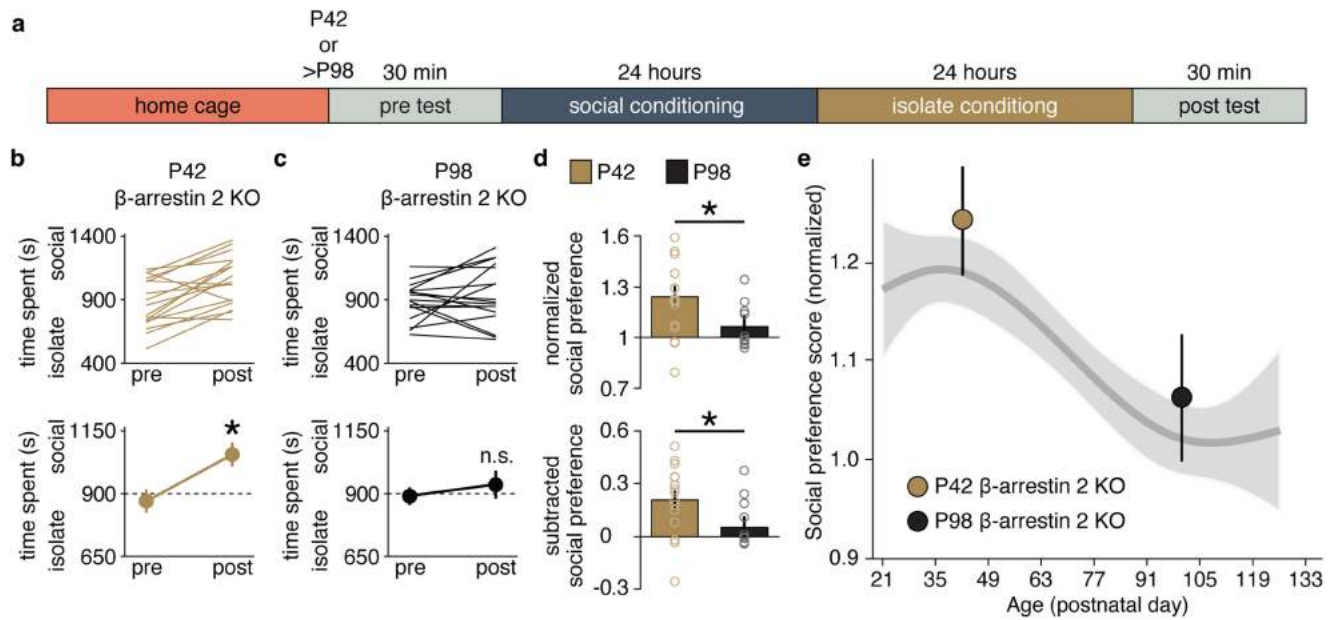 a
P42
or
>P98
30 min
24 hours
24 hours
30 min
home cage
pre test
social conditioning
isolate conditiong
post test
b
P42
β-arrestin 2 KO
time spent (s)
isolate social
1400
900
400
pre post
time spent (s)
isolate social
1150
900
650
*
pre post
c
P98
β-arrestin 2 KO
time spent (s)
isolate social
1400
900
400
pre post
time spent (s)
isolate social
1150
900
650
n.s.
pre post
d
P42 P98
*
normalized
social preference
1.6
1.3
1
0.7
*
subtracted
social preference
0.6
0.3
0
-0.3
e
Social preference score (normalized)
1.2
1.1
1.0
0.9
P42 β-arrestin 2 KO
P98 β-arrestin 2 KO
21 35 49 63 77 91 105 119 133
Age (postnatal day)